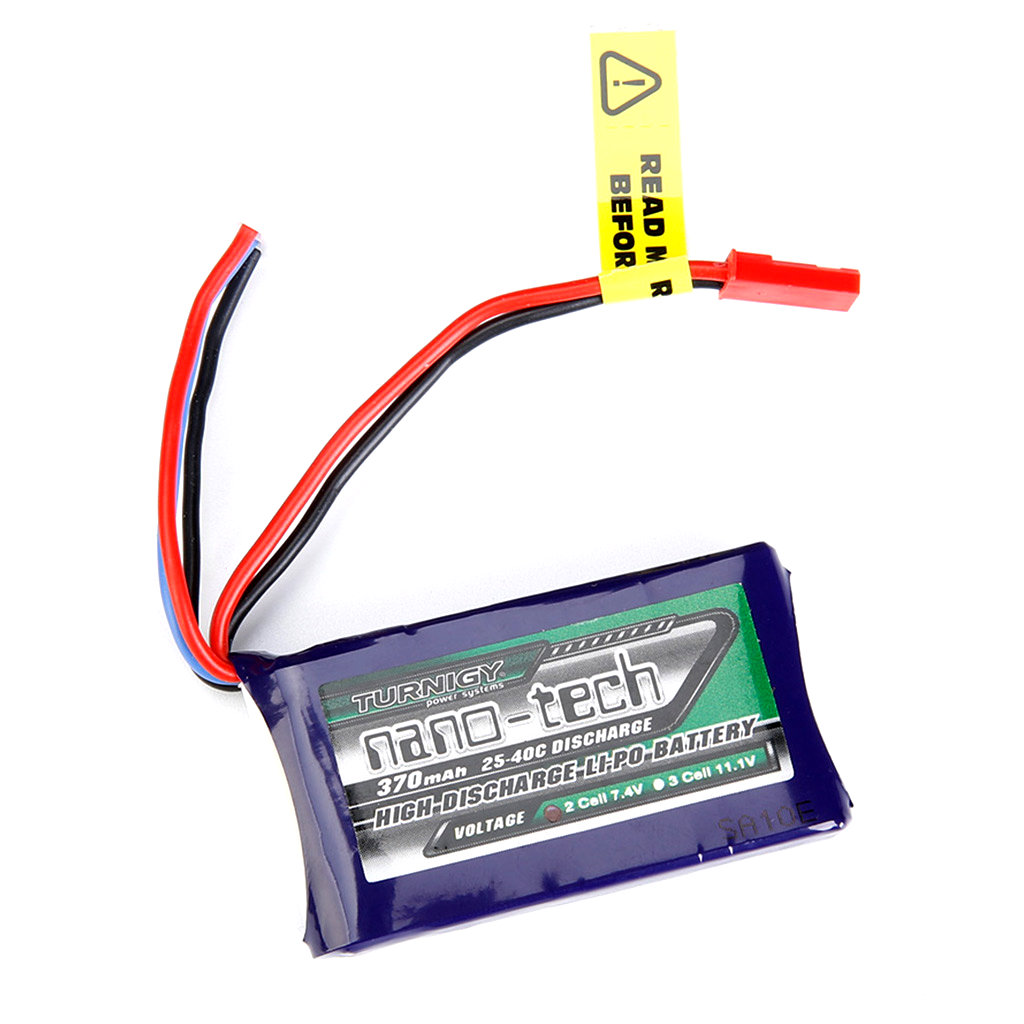 READ M R
BEFOR
TURNIGY®
power systems
nano-tech
370mAh 25-40C DISCHARGE
HIGH-DISCHARGE-LI-PO-BATTERY
VOLTAGE 2 Cell 7.4V 3 Cell 11.1V
SA10E